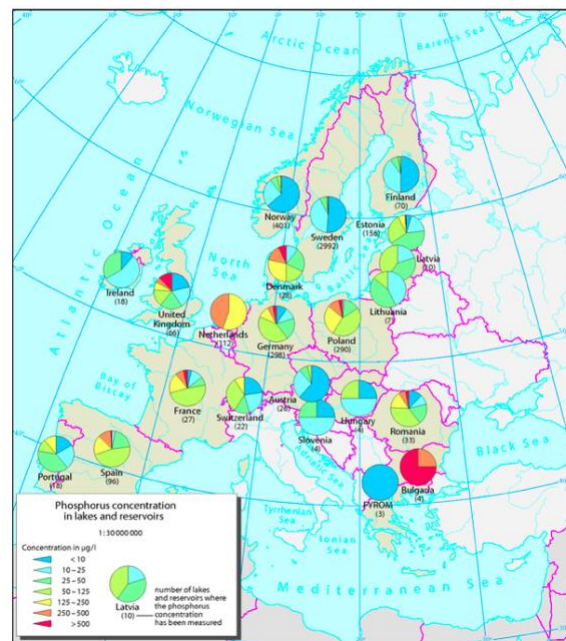 Arctic Ocean
Barents Sea
Norwegian Sea
Finland
(70)
Norway
(401)
Sweden
(2992)
Estonia
(156)
Latvia
(10)
North
Sea
Baltic
Atlantic Ocean
Ireland
(18)
United
Kingdom
(66)
Denmark
(28)
Lithuania
(7)
Netherlands
(112)
Germany
(298)
Poland
(290)
Bay of
Biscay
France
(27)
Switzerland
(22)
Austria
(26)
Hungary
(4)
Slovenia
(4)
Romania
(33)
Adriatic
Sea
Black Sea
Portugal
(18)
Spain
(96)
FYROM
(3)
Bulgaria
(4)
Tyrrhenian
Sea
Ionian
Sea
Mediterranean Sea
Phosphorus concentration
in lakes and reservoirs
1:30 000 000
Concentration in µg/l
< 10
10–25
25–50
50–125
125–250
250–500
>500
Latvia
(10)
number of lakes
and reservoirs where
the phosphorus
concentration
has been measured